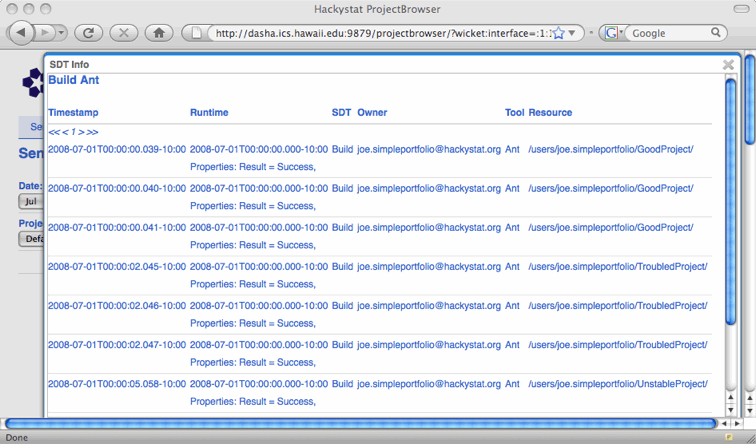 Hackystat ProjectBrowser
http://dasha.ics.hawaii.edu:9879/projectbrowser/?wicket:interface=:1:
G Google
SDT Info
Build Ant
Timestamp Runtime SDT Owner Tool Resource
<< < 1 > >>
2008-07-01T00:00:00.039-10:00 2008-07-01T00:00:00.000-10:00 Build joe.simpleportfolio@hackystat.org Ant /users/joe.simpleportfolio/GoodProject/
Properties: Result = Success,
2008-07-01T00:00:00.040-10:00 2008-07-01T00:00:00.000-10:00 Build joe.simpleportfolio@hackystat.org Ant /users/joe.simpleportfolio/GoodProject/
Properties: Result = Success,
2008-07-01T00:00:00.041-10:00 2008-07-01T00:00:00.000-10:00 Build joe.simpleportfolio@hackystat.org Ant /users/joe.simpleportfolio/GoodProject/
Properties: Result = Success,
2008-07-01T00:00:02.045-10:00 2008-07-01T00:00:00.000-10:00 Build joe.simpleportfolio@hackystat.org Ant /users/joe.simpleportfolio/TroubledProject/
Properties: Result = Success,
2008-07-01T00:00:02.046-10:00 2008-07-01T00:00:00.000-10:00 Build joe.simpleportfolio@hackystat.org Ant /users/joe.simpleportfolio/TroubledProject/
Properties: Result = Success,
2008-07-01T00:00:02.047-10:00 2008-07-01T00:00:00.000-10:00 Build joe.simpleportfolio@hackystat.org Ant /users/joe.simpleportfolio/TroubledProject/
Properties: Result = Success,
2008-07-01T00:00:05.058-10:00 2008-07-01T00:00:00.000-10:00 Build joe.simpleportfolio@hackystat.org Ant /users/joe.simpleportfolio/UnstableProject/
Properties: Result = Success,
Se
Sen
Date:
Jul
Proje
Defa
Done